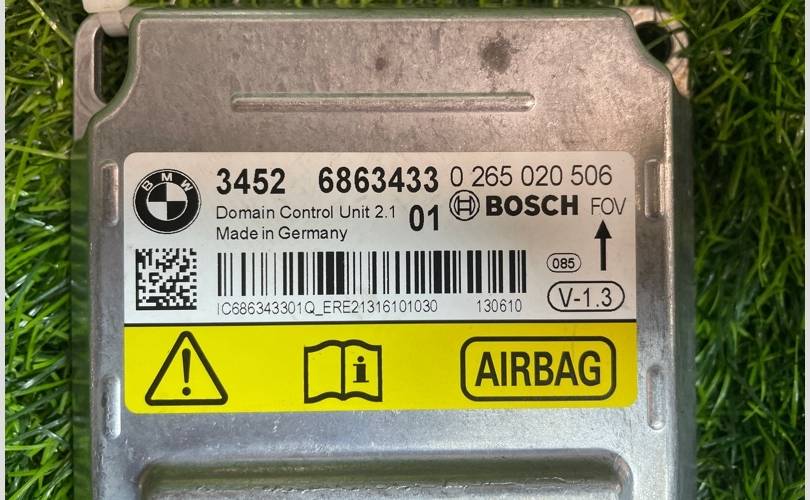 BMW
3452 6863433 0 265 020 506
Domain Control Unit 2.1 01 BOSCH FOV
Made in Germany
085
IC686343301Q_ERE21316101030 130610 V-1.3
i AIRBAG